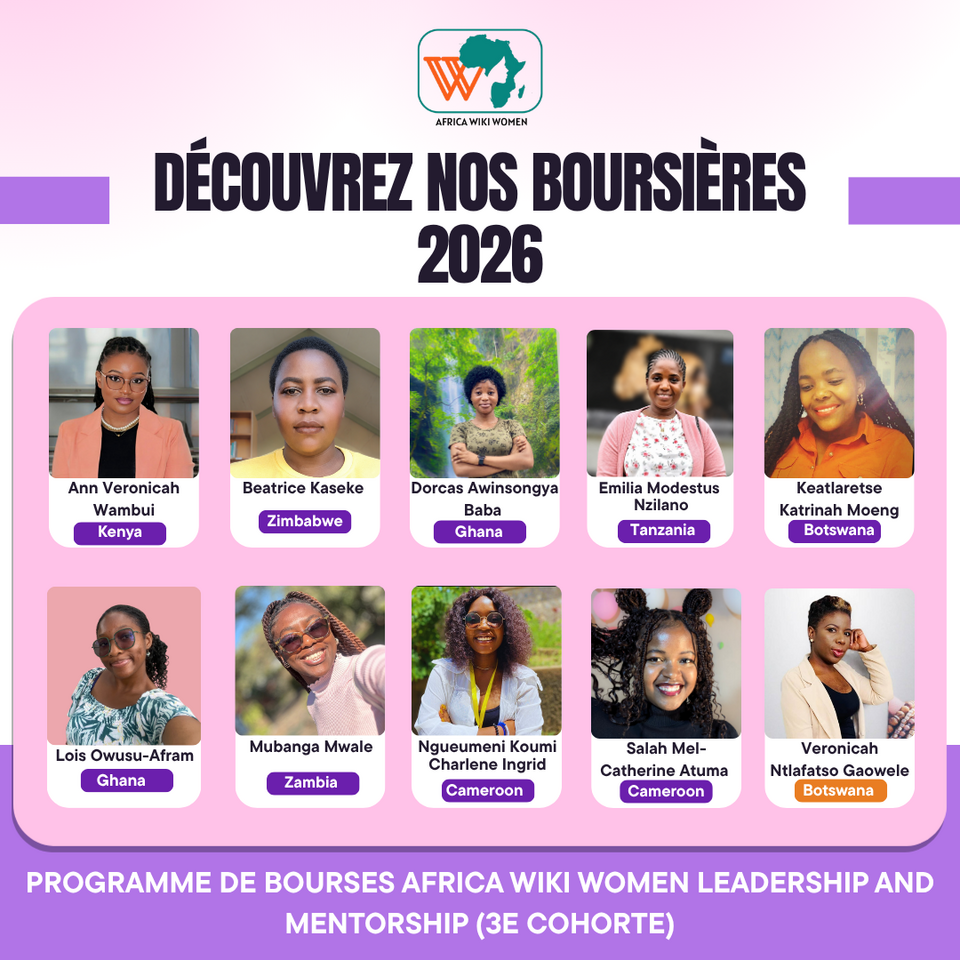 AFRICA WIKI WOMEN
DÉCOUVREZ NOS BOURSIÈRES
2026
Ann Veronicah
Wambui
Kenya
Beatrice Kaseke
Zimbabwe
Dorcas Awinsongya
Baba
Ghana
Emilia Modestus
Nzilano
Tanzania
Keatlaretse
Katrinah Moeng
Botswana
Lois Owusu-Afram
Ghana
Mubanga Mwale
Zambia
Ngueumeni Koumi
Charlene Ingrid
Cameroon
Salah Mel-
Catherine Atuma
Cameroon
Veronicah
Ntlafatso Gaowele
Botswana
PROGRAMME DE BOURSES AFRICA WIKI WOMEN LEADERSHIP AND
MENTORSHIP (3E COHORTE)